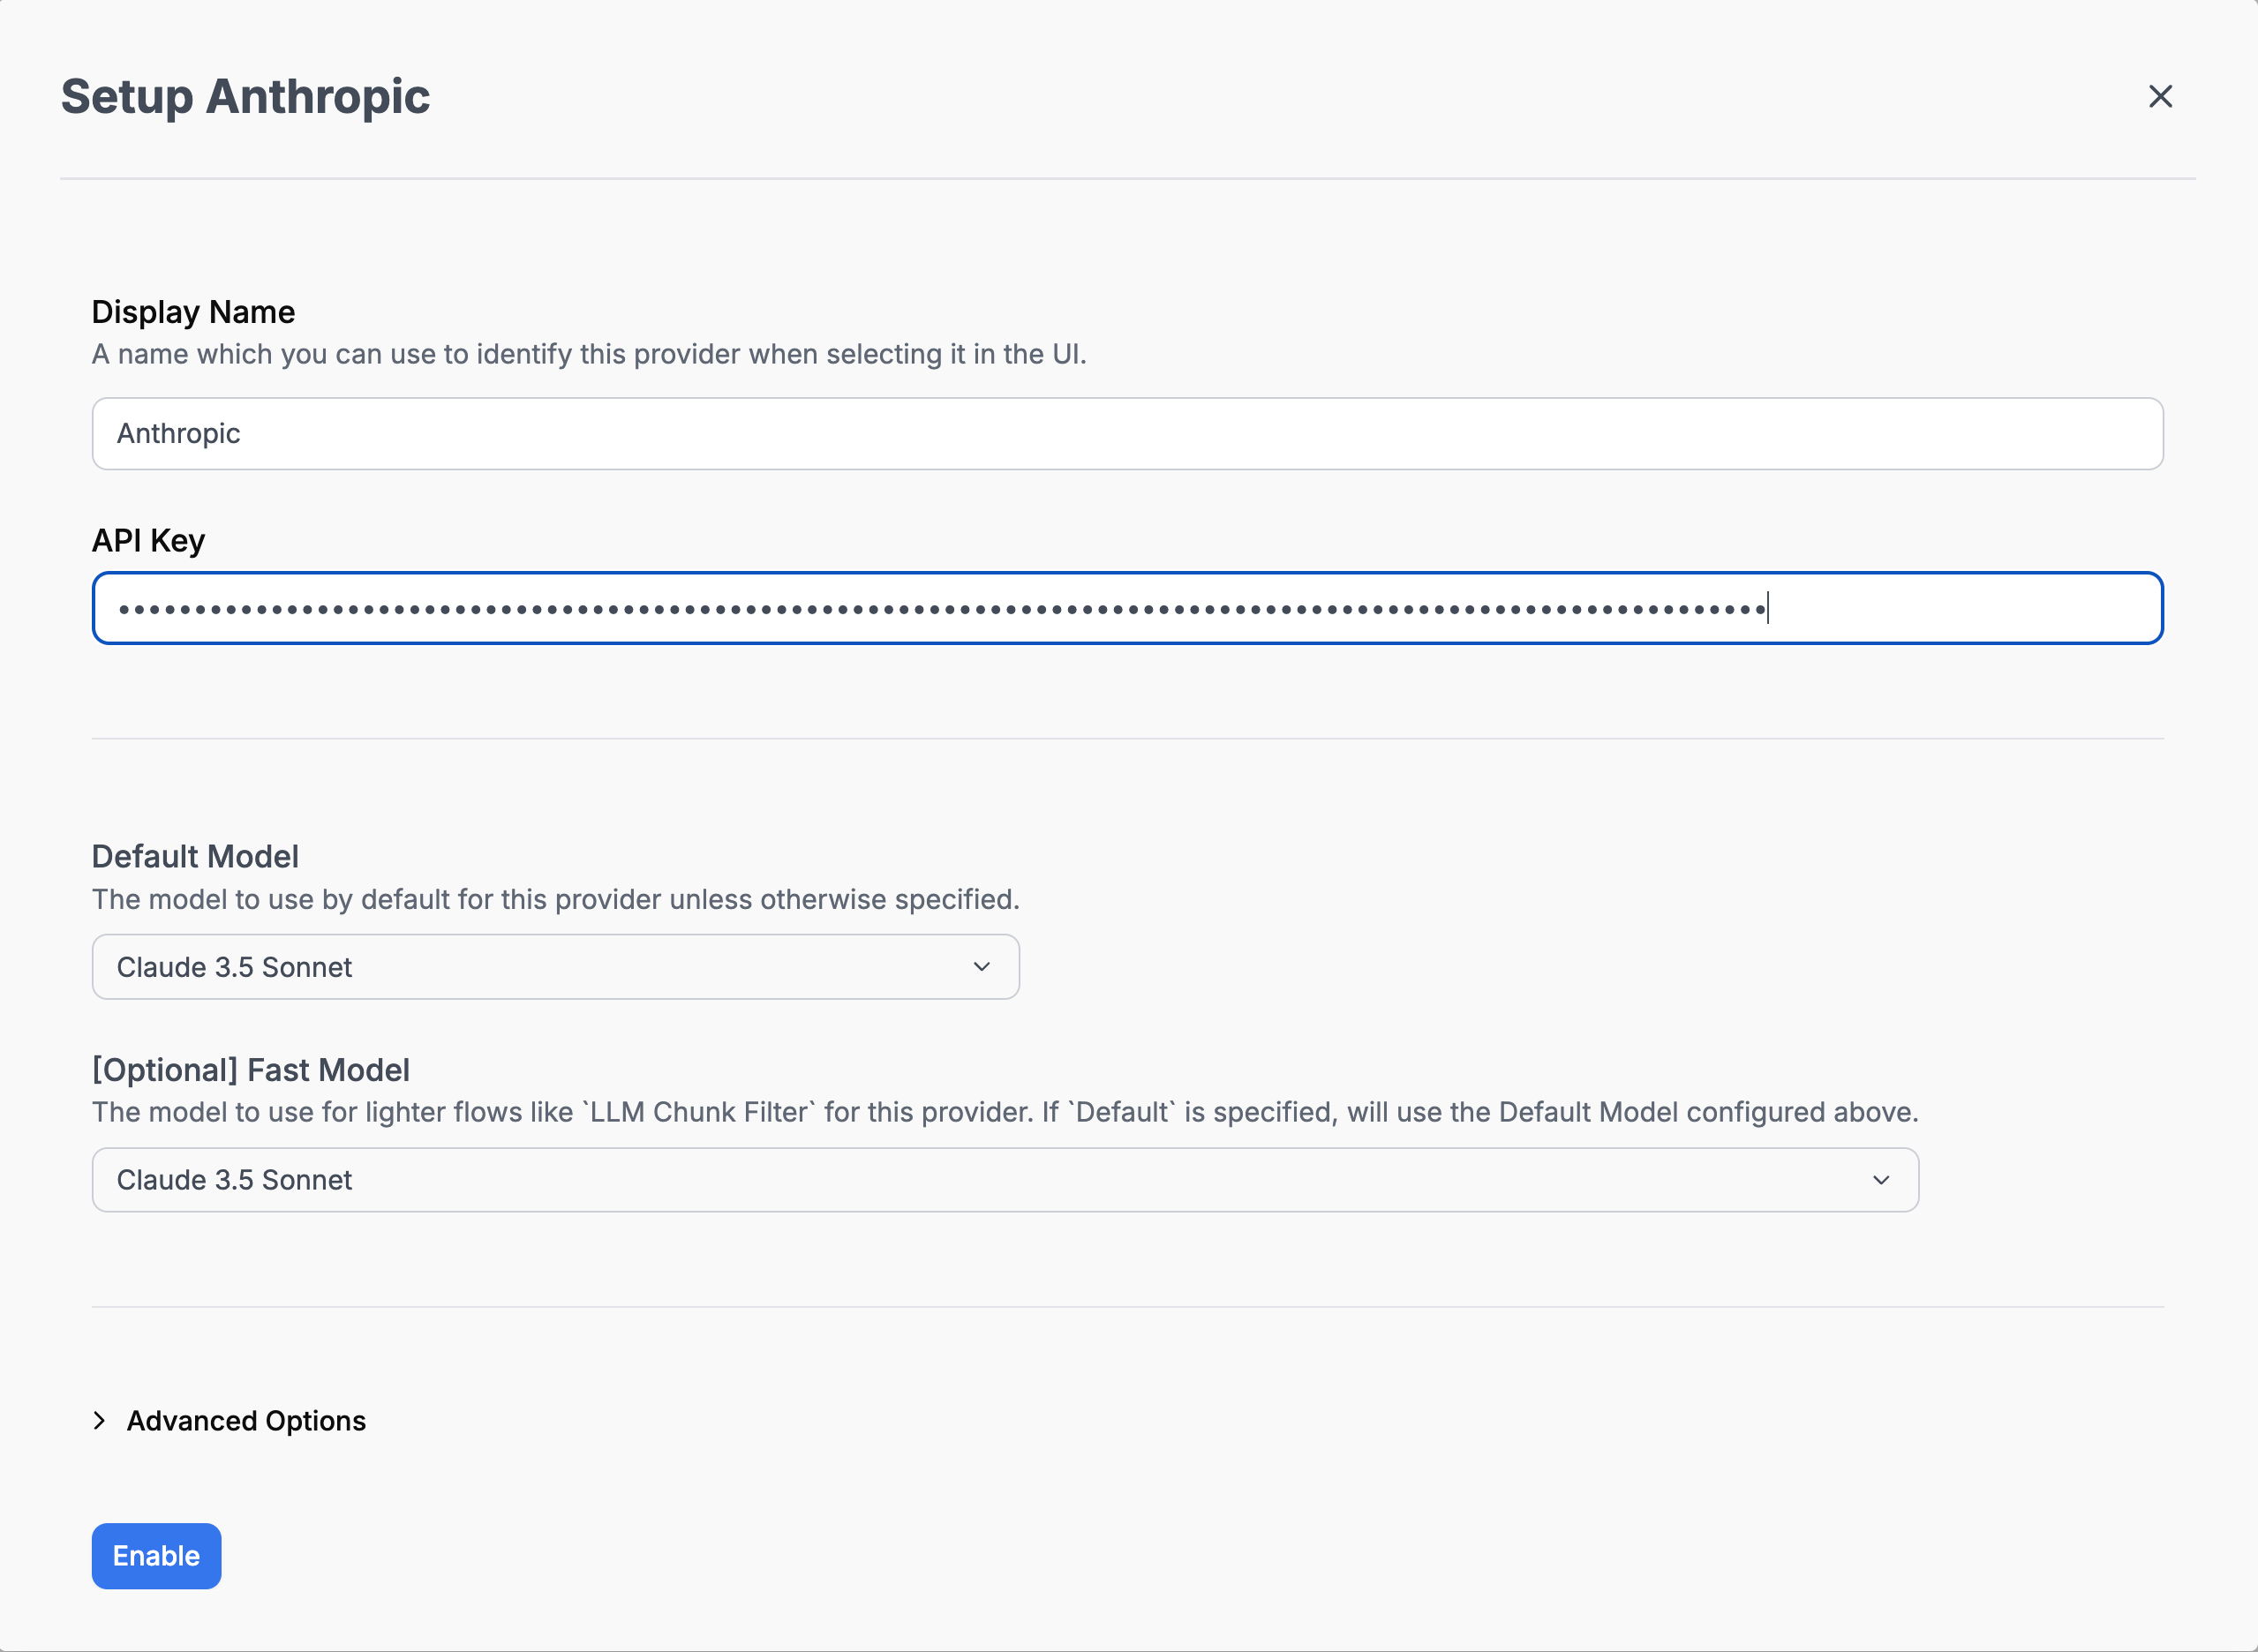 Setup Anthropic
Display Name
A name which you can use to identify this provider when selecting it in the UI.
Anthropic
API Key
Default Model
The model to use by default for this provider unless otherwise specified.
Claude 3.5 Sonnet
[Optional] Fast Model
The model to use for lighter flows like `LLM Chunk Filter` for this provider. If `Default` is specified, will use the Default Model configured above.
Claude 3.5 Sonnet
Advanced Options
Enable